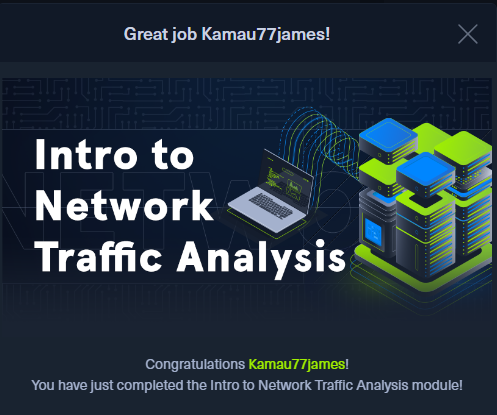 Great job Kamau77james!
Intro to
Network
Traffic Analysis
Congratulations Kamau77james!
You have just completed the Intro to Network Traffic Analysis module!